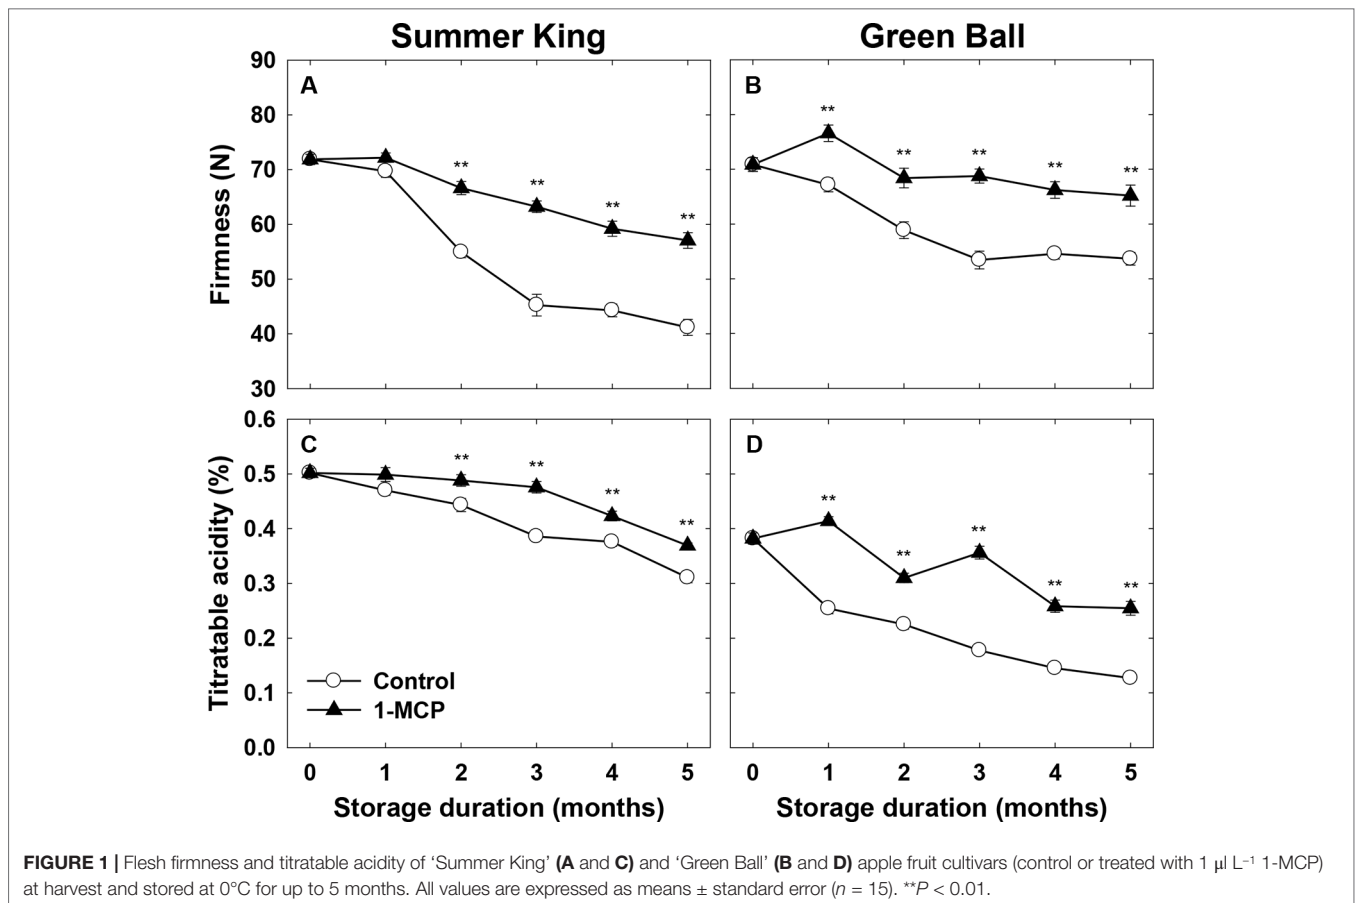 Summer King
Green Ball
A
B
90
80
70
60
50
40
30
Firmness (N)
** ** ** **
** ** ** ** **
C
D
0.6
0.5
0.4
0.3
0.2
0.1
0.0
Titratable acidity (%)
** ** ** **
** ** ** ** **
Control
1-MCP
0 1 2 3 4 5
0 1 2 3 4 5
Storage duration (months)
Storage duration (months)
FIGURE 1 | Flesh firmness and titratable acidity of ‘Summer King’ (A and C) and ‘Green Ball’ (B and D) apple fruit cultivars (control or treated with 1 μl L⁻¹ 1-MCP)
at harvest and stored at 0°C for up to 5 months. All values are expressed as means ± standard error (n = 15). **P < 0.01.